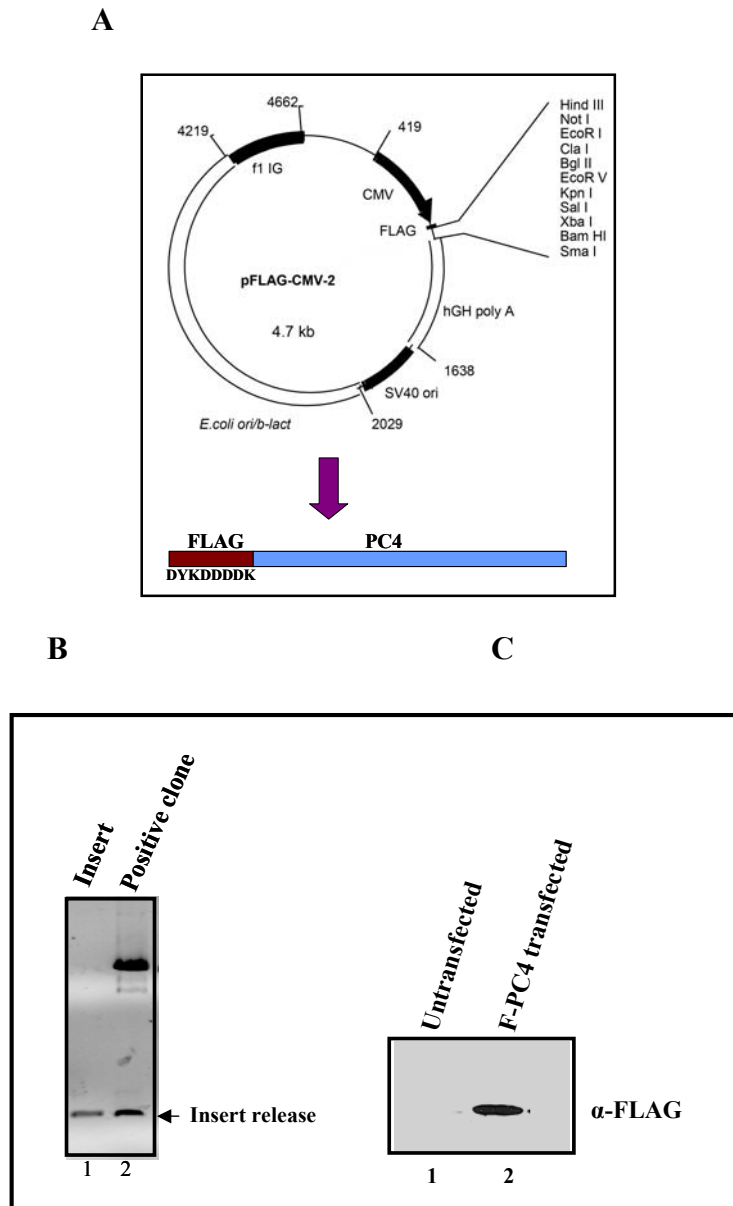 A
4662
4219
419
f1 IG
CMV
FLAG
Hind III
Not I
EcoR I
Cla I
Bgl II
EcoR V
Kpn I
Sal I
Xba I
Bam HI
Sma I
pFLAG-CMV-2
4.7 kb
hGH poly A
1638
SV40 ori
2029
E.coli ori/b-lact
FLAG
PC4
DYKDDDDK
B
C
Insert
Positive clone
Insert release
1
2
Untransfected
F-PC4 transfected
α-FLAG
1
2